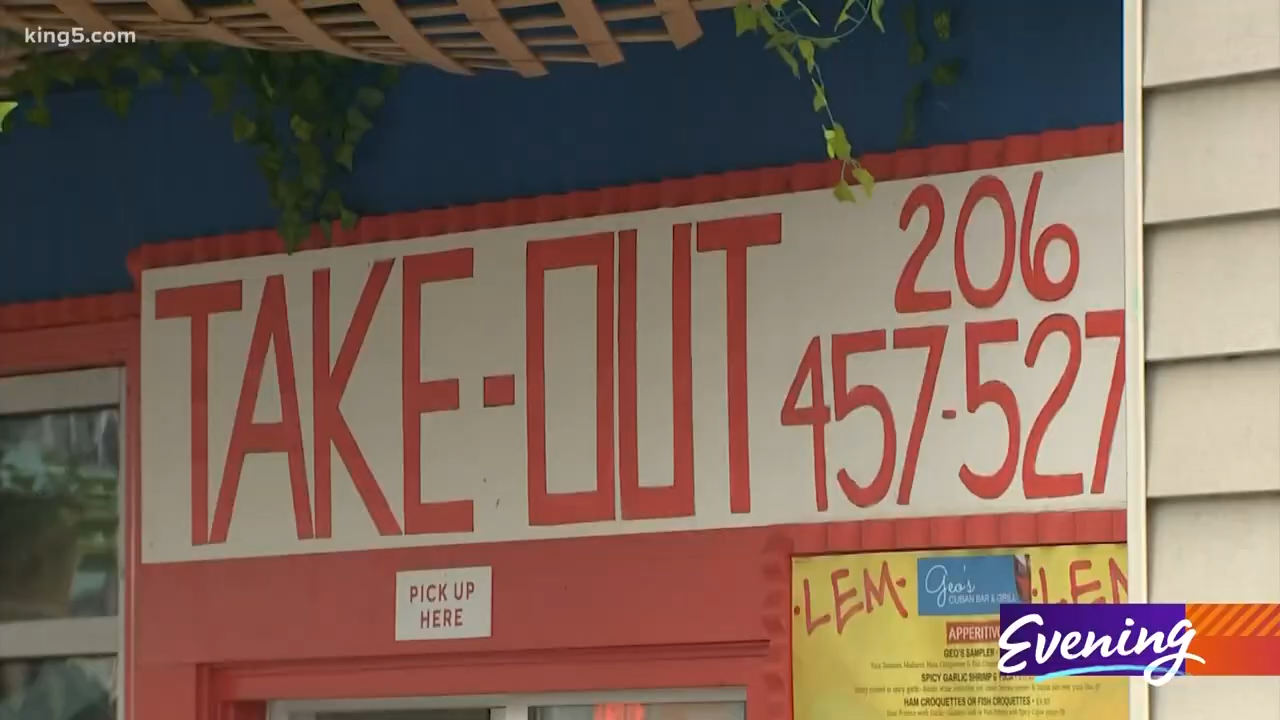 king5.com
TAKE-OUT
206
457-527
PICK UP
HERE
·LEM·
Geo's
CUBAN BAR & GRILL
·LEM
APPERITIV
GEO'S SAMPLER
SPICY GARLIC SHRIMP &
HAM CROQUETTES OR FISH CROQUETTES
Evening